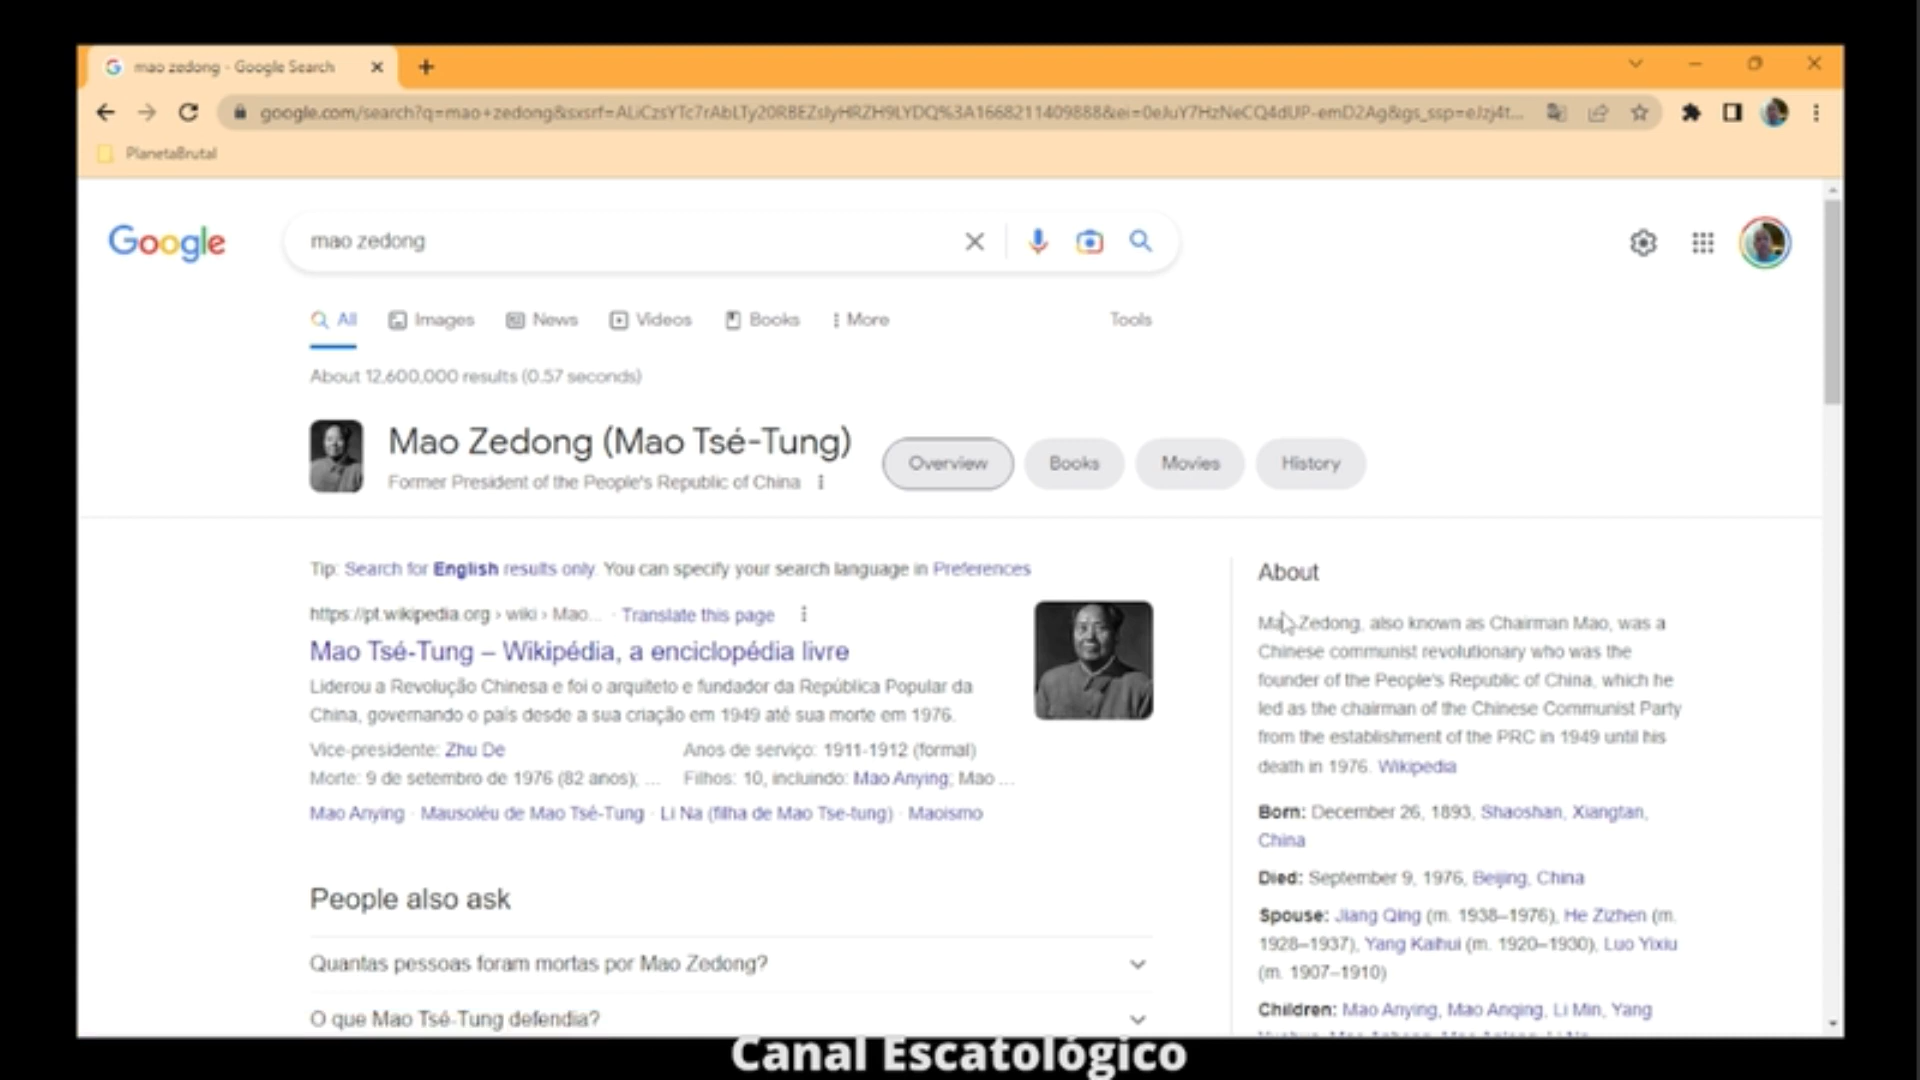 mao zedong - Google Search
google.com/search?q=mao+zedong&sxsrf=
PlanetaBrutal
Google
mao zedong
All Images News Videos Books More Tools
About 12,600,000 results (0.57 seconds)
Mao Zedong (Mao Tsé-Tung)
Former President of the People's Republic of China
Overview Books Movies History
Tip: Search for English results only. You can specify your search language in Preferences
https://pt.wikipedia.org › wiki › Mao... · Translate this page
Mao Tsé-Tung – Wikipédia, a enciclopédia livre
Liderou a Revolução Chinesa e foi o arquiteto e fundador da República Popular da
China, governando o país desde a sua criação em 1949 até sua morte em 1976.
Vice-presidente: Zhu De Anos de serviço: 1911-1912 (formal)
Morte: 9 de setembro de 1976 (82 anos); ... Filhos: 10, incluindo: Mao Anying; Mao ...
Mao Anying · Mausoléu de Mao Tsé-Tung · Li Na (filha de Mao Tse-tung) · Maoismo
People also ask
Quantas pessoas foram mortas por Mao Zedong?
O que Mao Tsé-Tung defendia?
About
Mao Zedong, also known as Chairman Mao, was a
Chinese communist revolutionary who was the
founder of the People's Republic of China, which he
led as the chairman of the Chinese Communist Party
from the establishment of the PRC in 1949 until his
death in 1976. Wikipedia
Born: December 26, 1893, Shaoshan, Xiangtan,
China
Died: September 9, 1976, Beijing, China
Spouse: Jiang Qing (m. 1938–1976), He Zizhen (m.
1928–1937), Yang Kaihui (m. 1920–1930), Luo Yixiu
(m. 1907–1910)
Children: Mao Anying, Mao Anqing, Li Min, Yang
Canal Escatológico